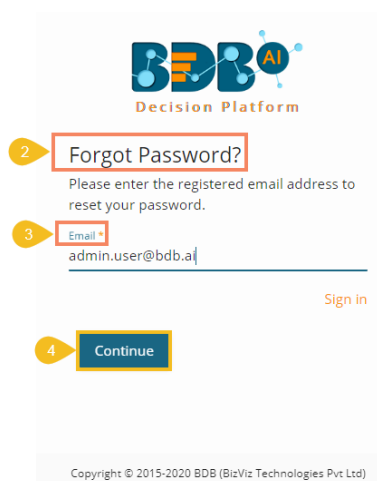 BDB AI
Decision Platform
2
Forgot Password?
Please enter the registered email address to
reset your password.
3
Email *
admin.user@bdb.ai
Sign in
4
Continue
Copyright © 2015-2020 BDB (BizViz Technologies Pvt Ltd)